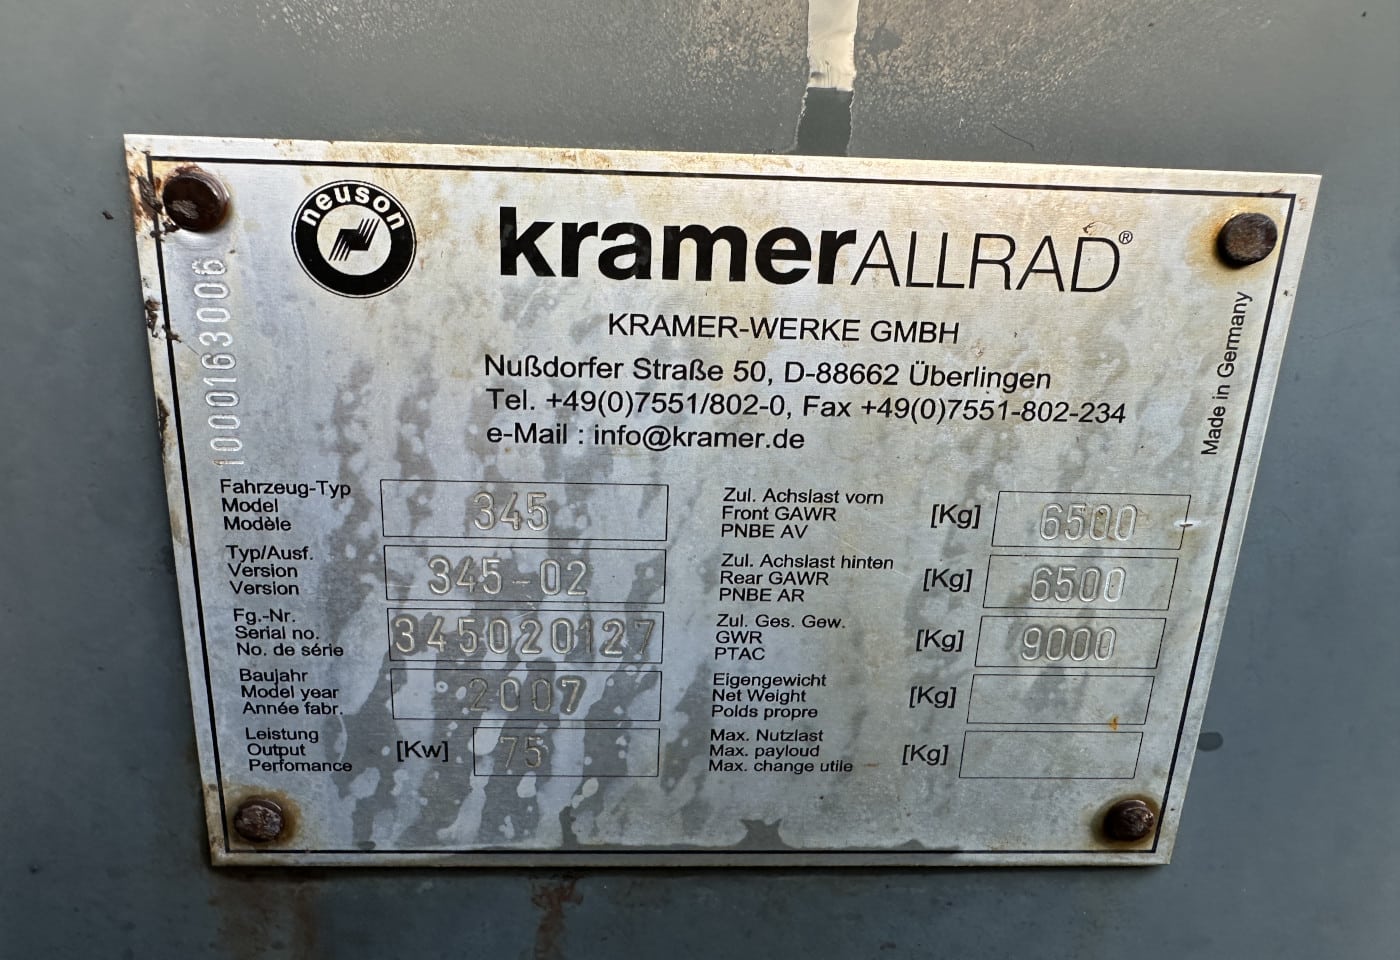 neuson
kramerALLRAD®
KRAMER-WERKE GMBH
Nußdorfer Straße 50, D-88662 Überlingen
Tel. +49(0)7551/802-0, Fax +49(0)7551-802-234
e-Mail : info@kramer.de
Made in Germany
1000163006
Fahrzeug-Typ
Model
Modèle
345
Typ/Ausf.
Version
Version
345-02
Fg.-Nr.
Serial no.
No. de série
345020127
Baujahr
Model year
Année fabr.
2007
Leistung
Output
Perfomance
[Kw]
75
Zul. Achslast vorn
Front GAWR
PNBE AV
[Kg]
6500
Zul. Achslast hinten
Rear GAWR
PNBE AR
[Kg]
6500
Zul. Ges. Gew.
GWR
PTAC
[Kg]
9000
Eigengewicht
Net Weight
Polds propre
[Kg]
Max. Nutzlast
Max. payloud
Max. change utile
[Kg]